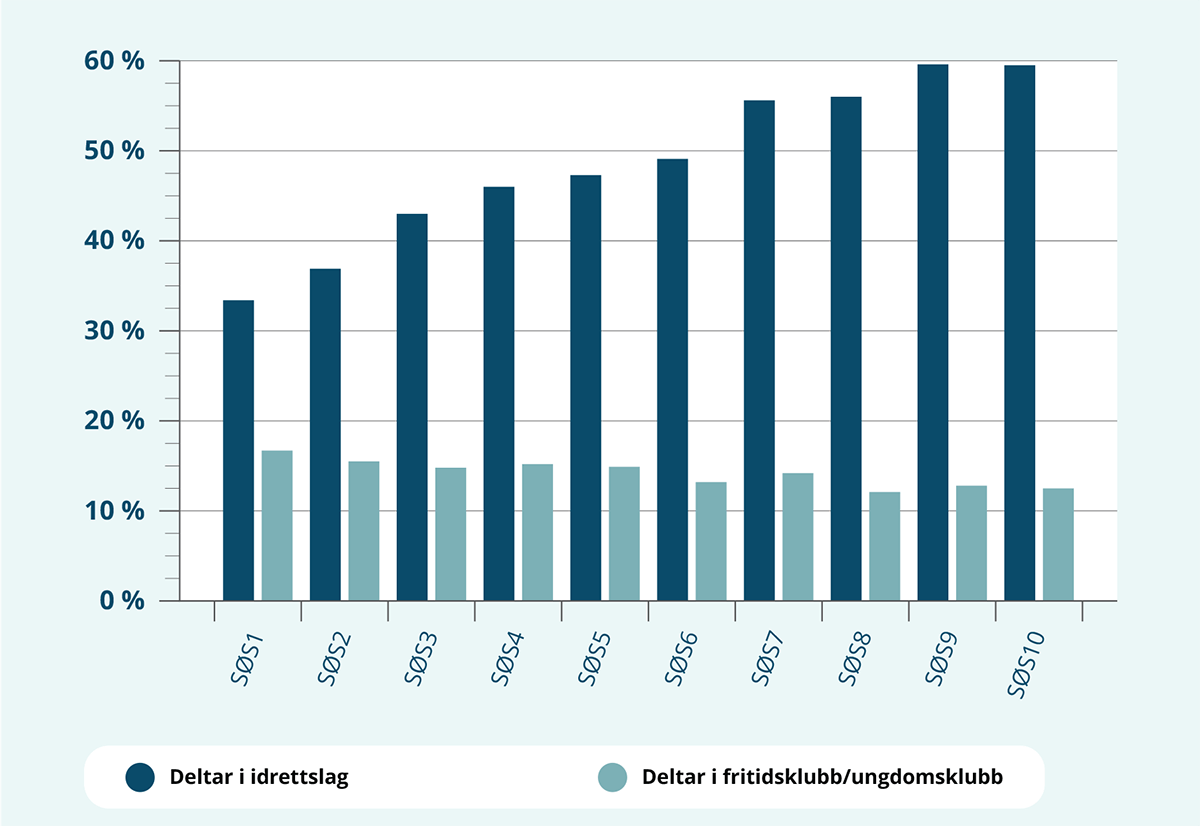 60 %
50 %
40 %
30 %
20 %
10 %
0 %
SØS1
SØS2
SØS3
SØS4
SØS5
SØS6
SØS7
SØS8
SØS9
SØS10
Deltar i idrettslag
Deltar i fritidsklubb/ungdomsklubb